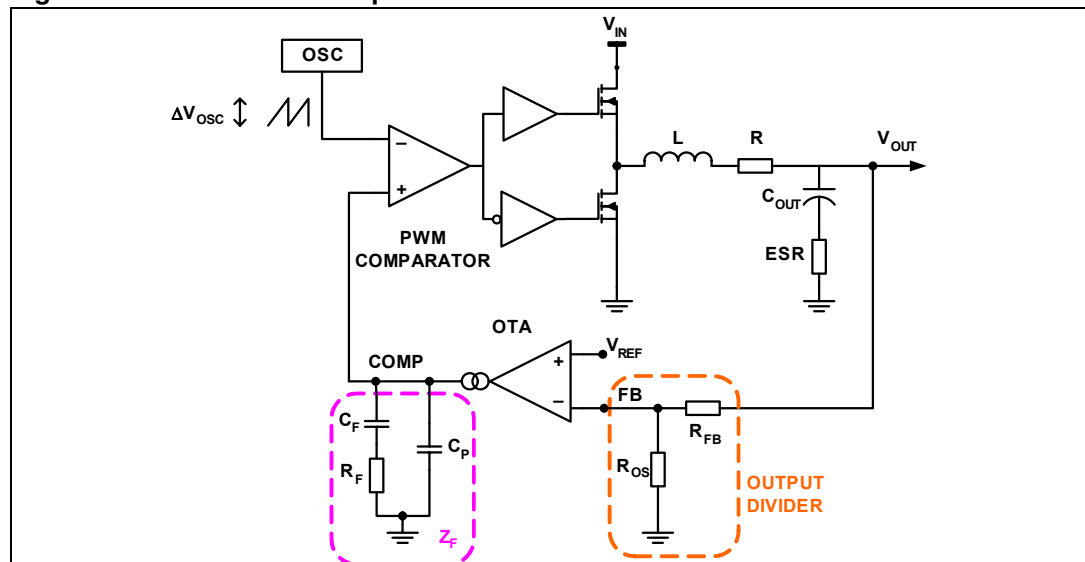 OSC
V_IN
ΔV_OSC
L
R
V_OUT
C_OUT
ESR
−
+
PWM
COMPARATOR
OTA
COMP
V_REF
+
−
FB
R_FB
R_OS
C_F
C_P
R_F
Z_F
OUTPUT
DIVIDER